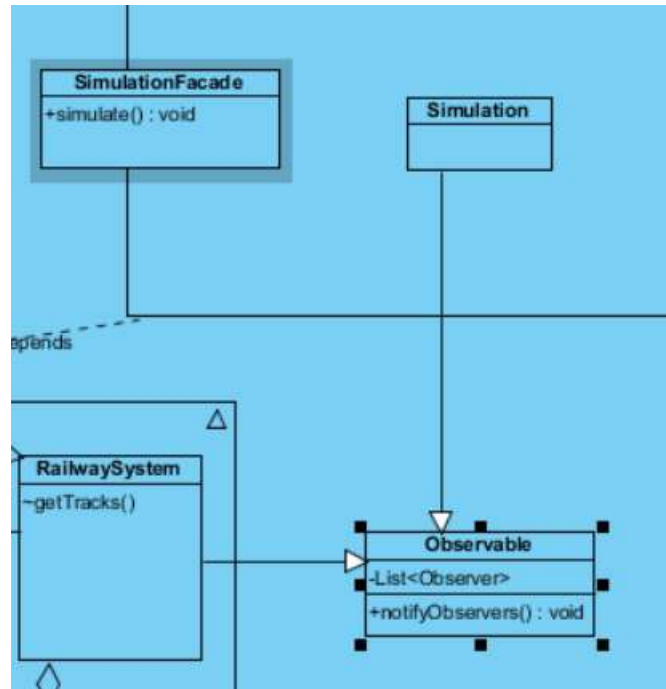 SimulationFacade
+simulate() : void
Simulation
epends
RailwaySystem
~getTracks()
Observable
-List<Observer>
+notifyObservers() : void